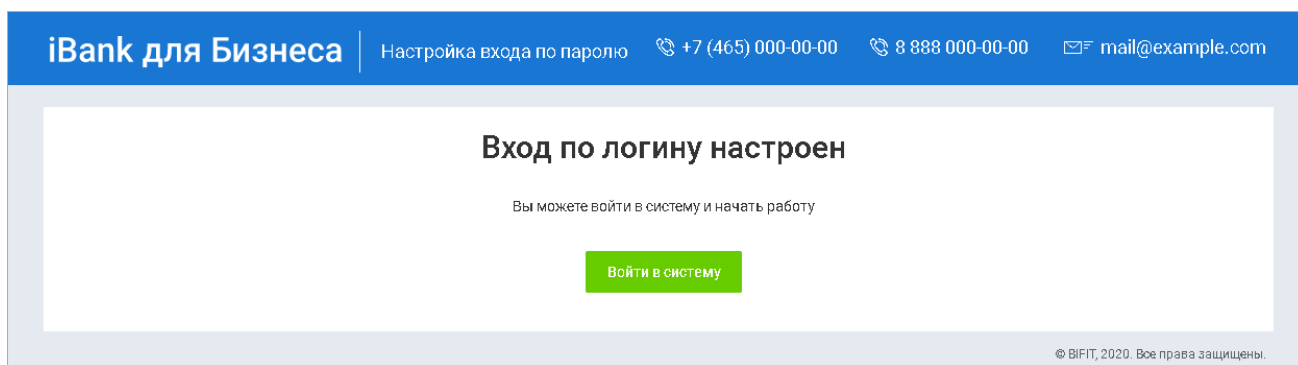 iBank для Бизнеса Настройка входа по паролю +7 (465) 000-00-00 8 888 000-00-00 mail@example.com
Вход по логину настроен
Вы можете войти в систему и начать работу
Войти в систему
© BIFIT, 2020. Все права защищены.